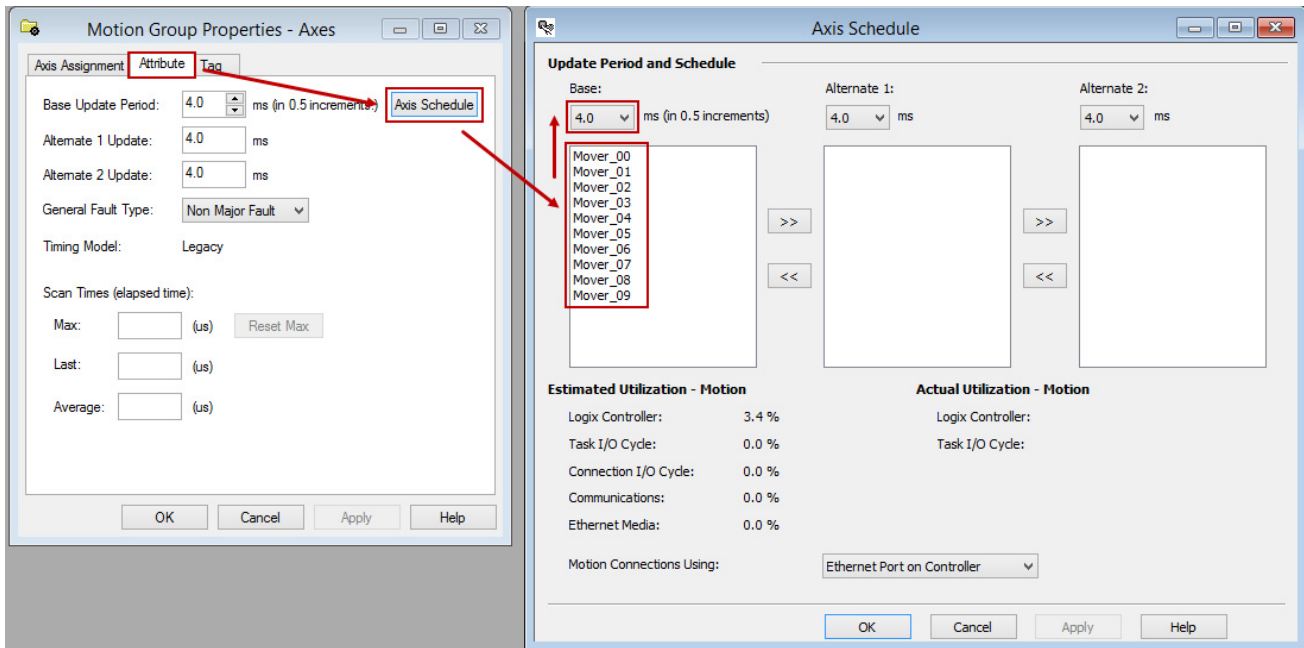 Motion Group Properties - Axes
Axis Assignment Attribute Tag
Base Update Period: 4.0 ms (in 0.5 increments) Axis Schedule
Alternate 1 Update: 4.0 ms
Alternate 2 Update: 4.0 ms
General Fault Type: Non Major Fault
Timing Model: Legacy
Scan Times (elapsed time):
Max: (us) Reset Max
Last: (us)
Average: (us)
OK Cancel Apply Help
Axis Schedule
Update Period and Schedule
Base: Alternate 1: Alternate 2:
4.0 ms (in 0.5 increments) 4.0 ms 4.0 ms
Mover_00
Mover_01
Mover_02
Mover_03
Mover_04
Mover_05
Mover_06
Mover_07
Mover_08
Mover_09
>> >>
<< <<
Estimated Utilization - Motion Actual Utilization - Motion
Logix Controller: 3.4 % Logix Controller:
Task I/O Cycle: 0.0 % Task I/O Cycle:
Connection I/O Cycle: 0.0 %
Communications: 0.0 %
Ethernet Media: 0.0 %
Motion Connections Using: Ethernet Port on Controller
OK Cancel Apply Help